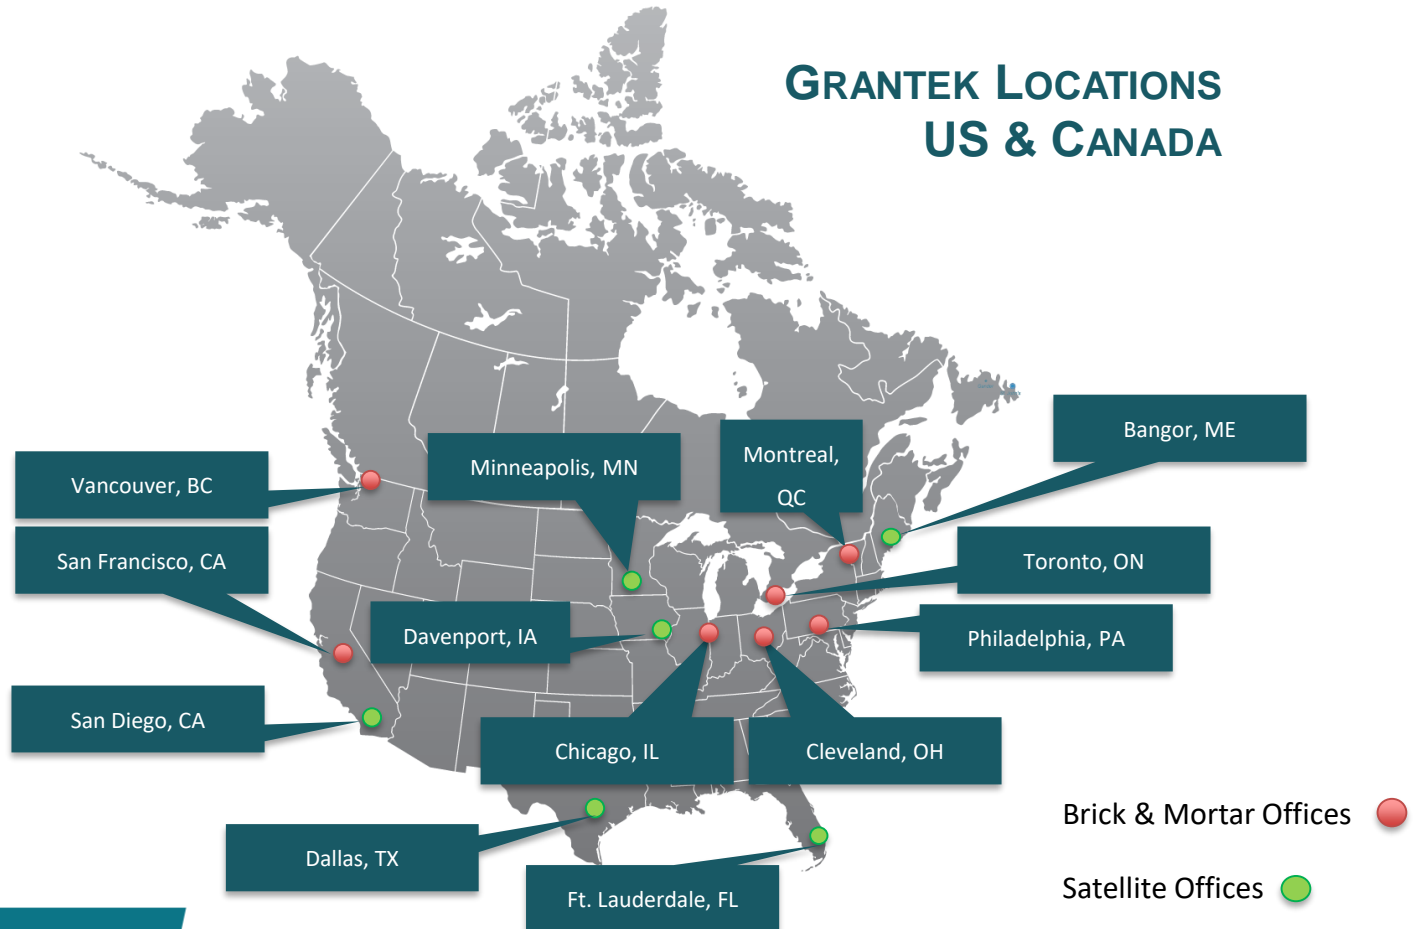 GRANTEK LOCATIONS
US & CANADA
Bangor, ME
Montreal,
QC
Minneapolis, MN
Vancouver, BC
San Francisco, CA
Toronto, ON
Davenport, IA
Philadelphia, PA
San Diego, CA
Chicago, IL
Cleveland, OH
Brick & Mortar Offices
Dallas, TX
Satellite Offices
Ft. Lauderdale, FL